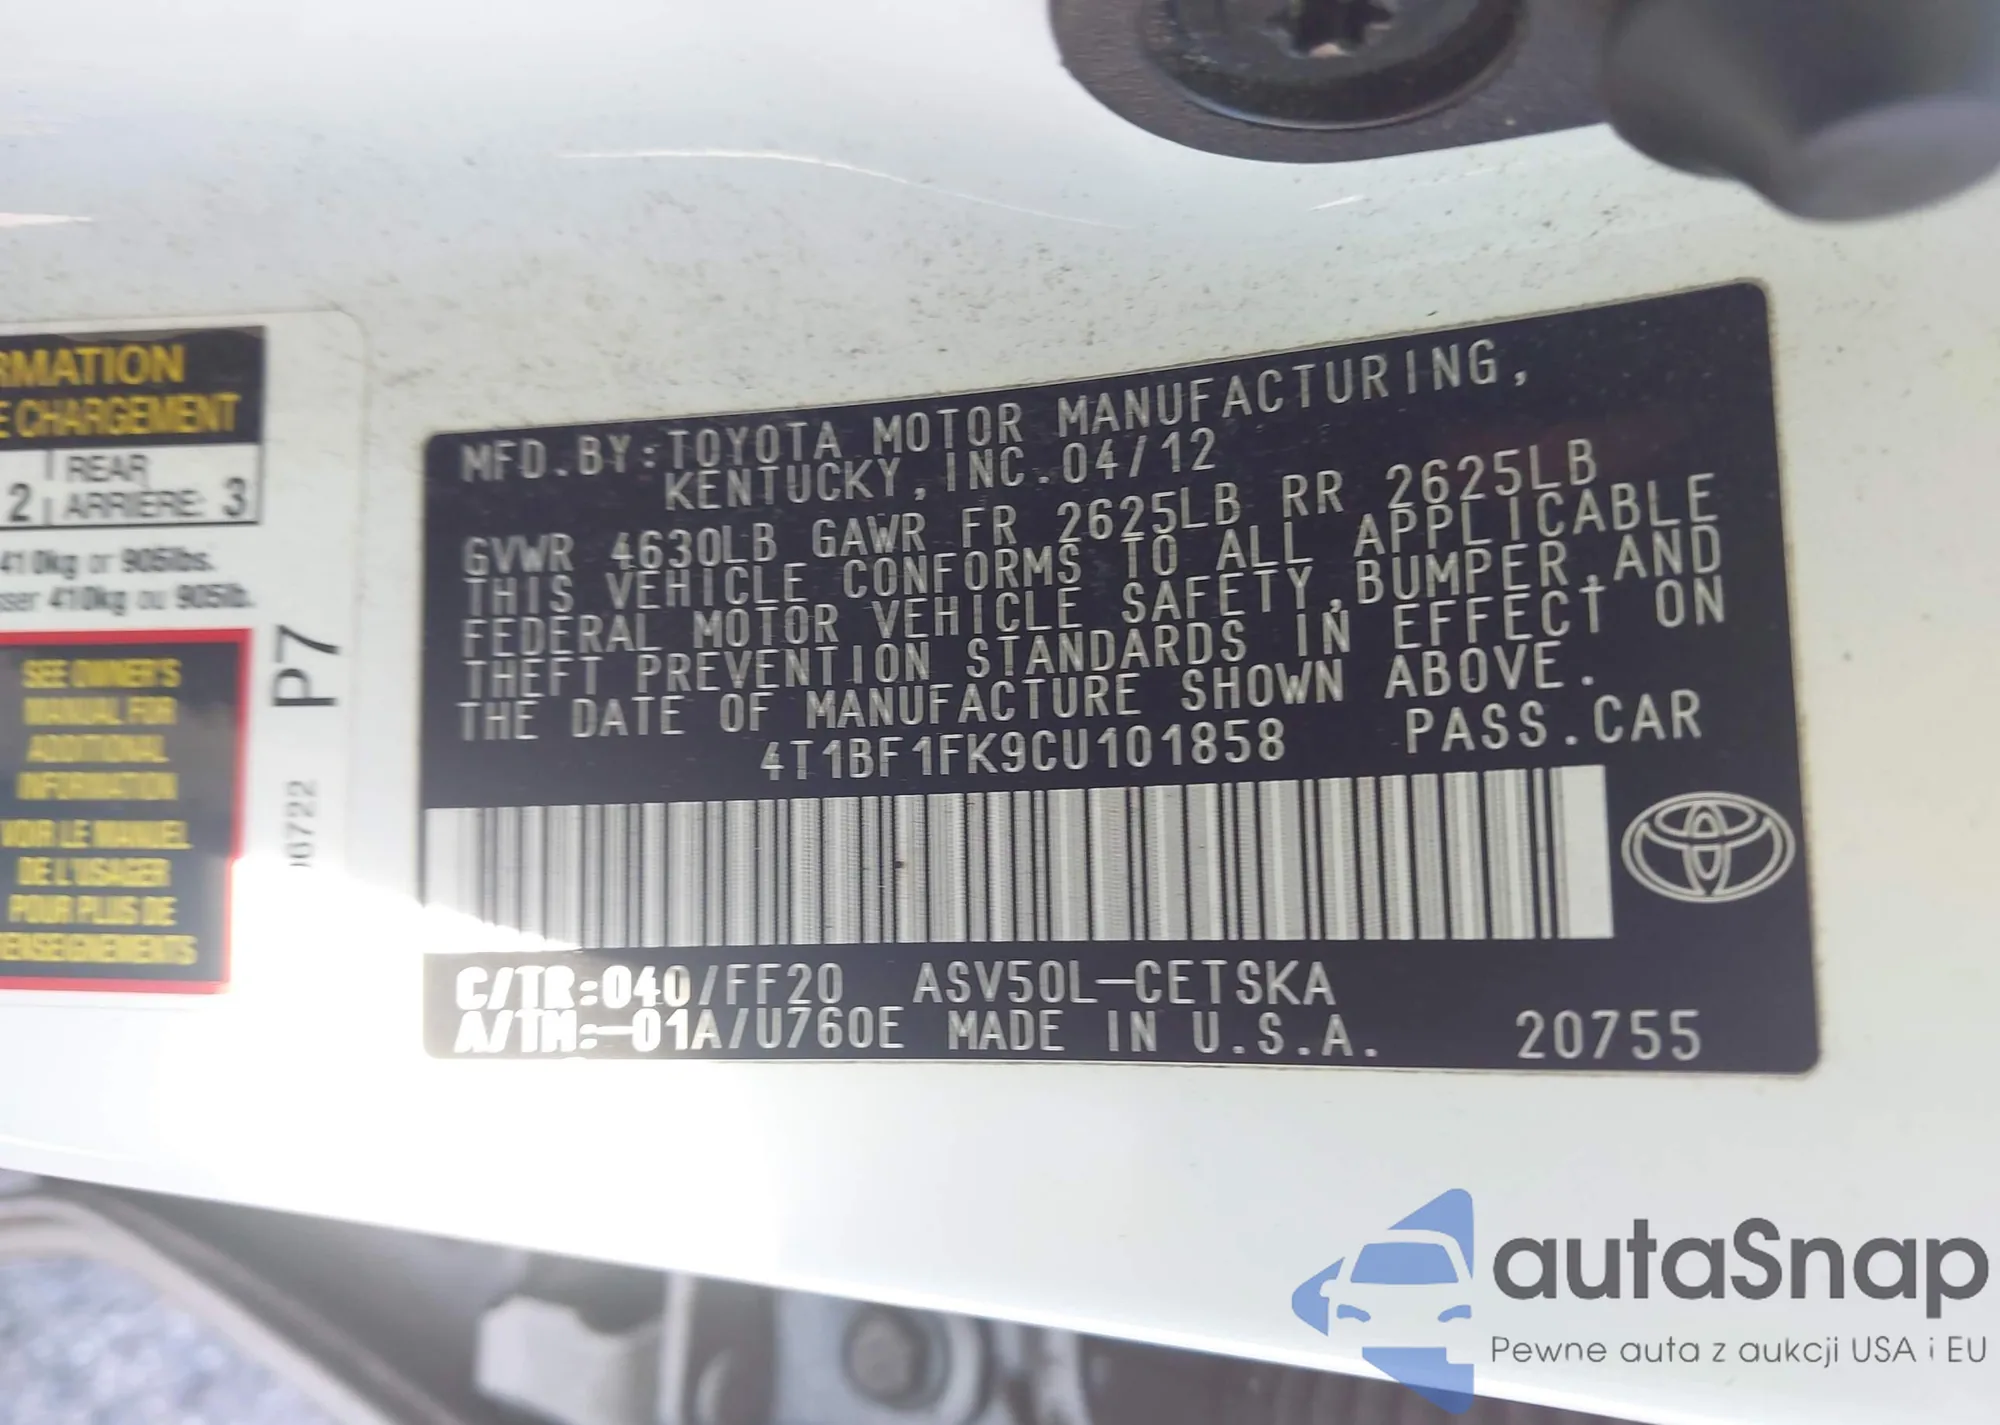 RMATION
E CHARGEMENT
2 REAR
ARRIÈRE: 3
410kg or 905lbs.
ser 410kg ou 905lb.
SEE OWNER'S
MANUAL FOR
ADDITIONAL
INFORMATION
VOIR LE MANUEL
DE L'USAGER
POUR PLUS DE
ENSEIGNEMENTS
P7
06722
MFD.BY:TOYOTA MOTOR MANUFACTURING,
KENTUCKY, INC.04/12
GVWR 4630LB GAWR FR 2625LB RR 2625LB
THIS VEHICLE CONFORMS TO ALL APPLICABLE
FEDERAL MOTOR VEHICLE SAFETY,BUMPER,AND
THEFT PREVENTION STANDARDS IN EFFECT ON
THE DATE OF MANUFACTURE SHOWN ABOVE.
4T1BF1FK9CU101858 PASS.CAR
C/TR:040/FF20 ASV50L-CETSKA
A/TM:-01A/U760E MADE IN U.S.A. 20755
autaSnap
Pewne auta z aukcji USA i EU